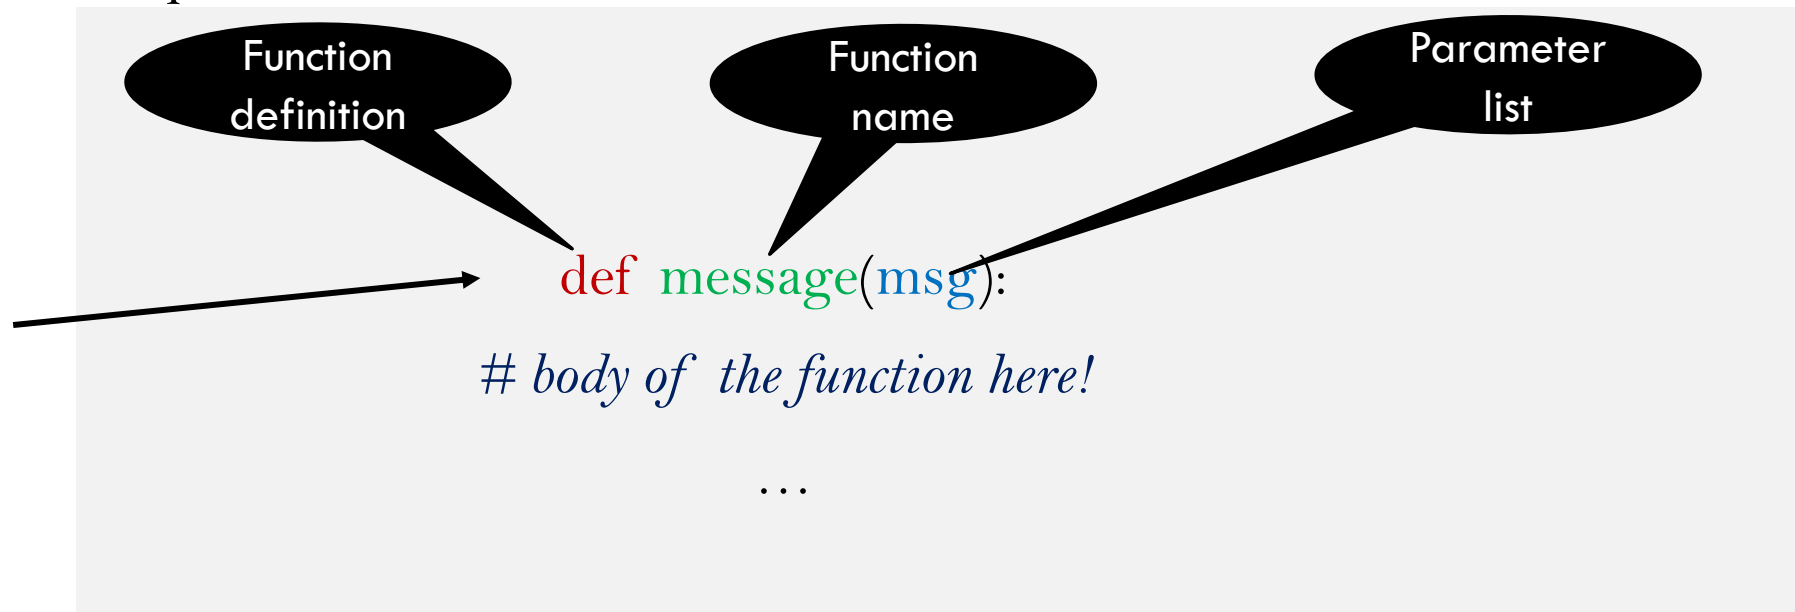 Function
definition
Function
name
Parameter
list
def message(msg):
# body of the function here!
...